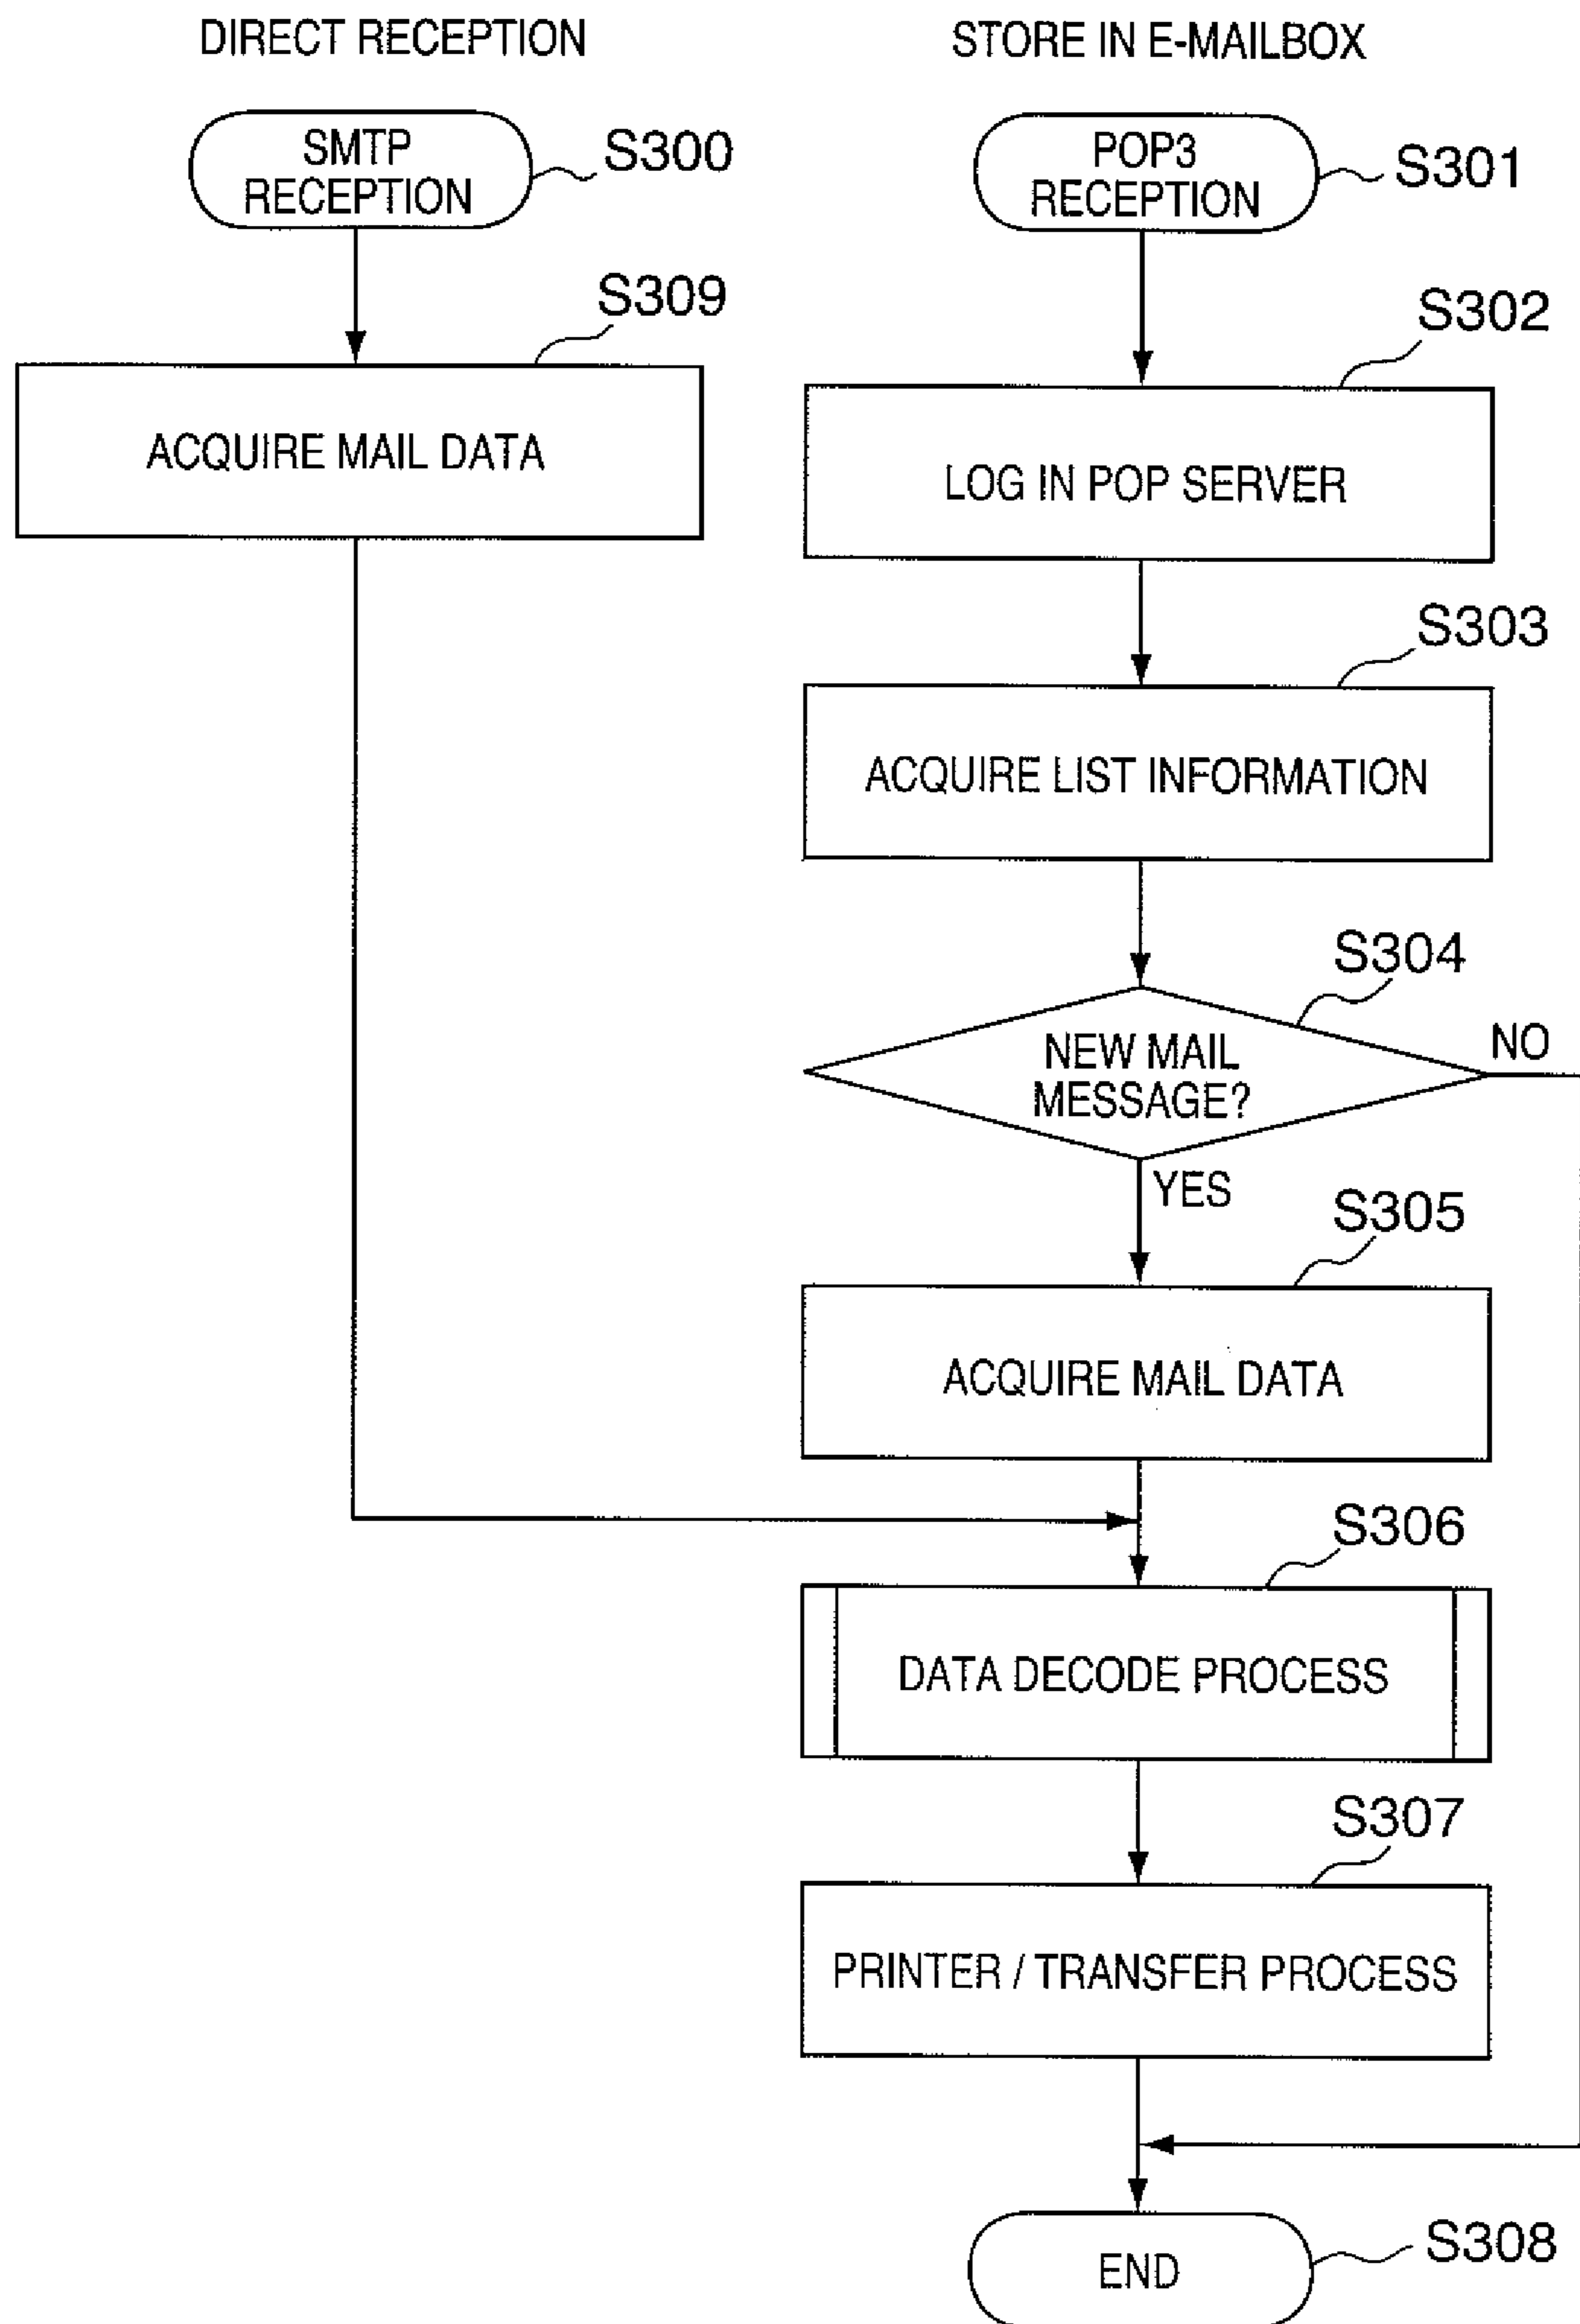 DIRECT RECEPTION
STORE IN E-MAILBOX
SMTP
RECEPTION
S300
POP3
RECEPTION
S301
S309
ACQUIRE MAIL DATA
S302
LOG IN POP SERVER
S303
ACQUIRE LIST INFORMATION
S304
NEW MAIL
MESSAGE?
NO
YES
S305
ACQUIRE MAIL DATA
S306
DATA DECODE PROCESS
S307
PRINTER / TRANSFER PROCESS
END
S308